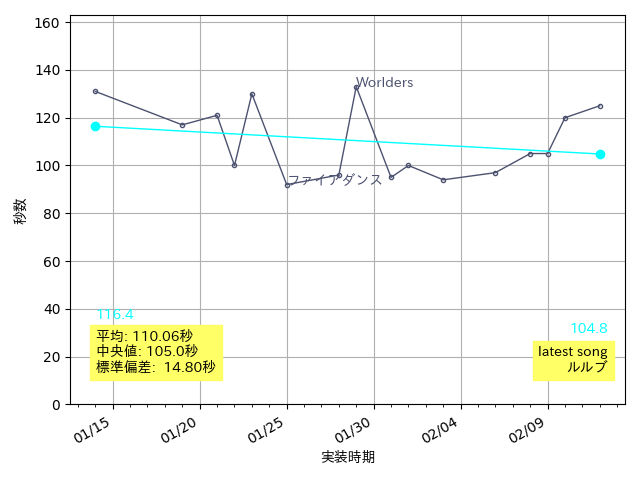 160
140
120
100
80
60
40
20
0
秒数
Worlders
ファイアダンス
116.4
平均: 110.06秒
中央値: 105.0秒
標準偏差: 14.80秒
104.8
latest song
ルルブ
01/15
01/20
01/25
01/30
02/04
02/09
実装時期